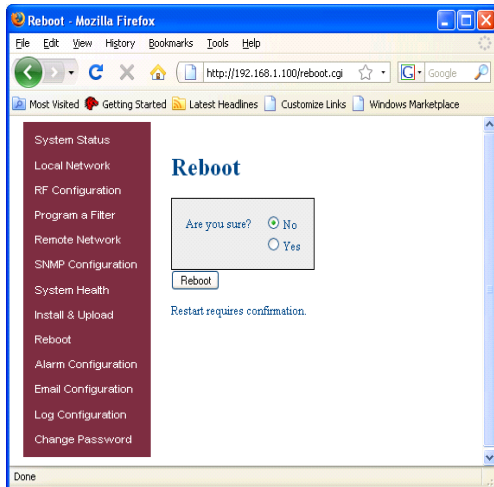 Reboot - Mozilla Firefox
File Edit View History Bookmarks Tools Help
http://192.168.1.100/reboot.cgi
G Google
Most Visited Getting Started Latest Headlines Customize Links Windows Marketplace
System Status
Local Network
RF Configuration
Program a Filter
Remote Network
SNMP Configuration
System Health
Install & Upload
Reboot
Alarm Configuration
Email Configuration
Log Configuration
Change Password
Reboot
Are you sure? No
Yes
Reboot
Restart requires confirmation.
Done